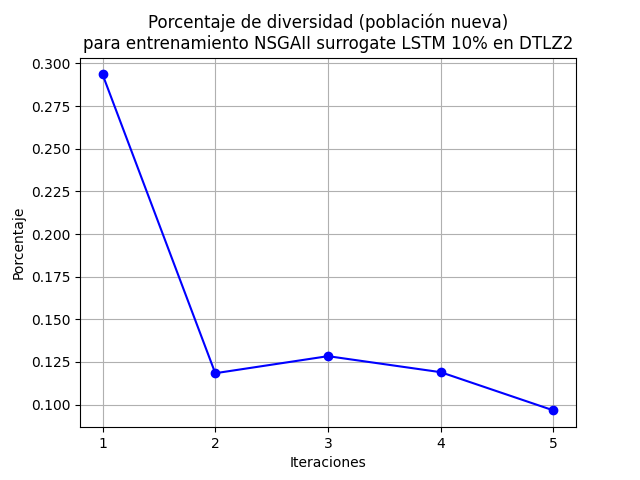 Porcentaje de diversidad (población nueva)
para entrenamiento NSGAII surrogate LSTM 10% en DTLZ2
0.300
0.275
0.250
0.225
0.200
0.175
0.150
0.125
0.100
Porcentaje
1 2 3 4 5
Iteraciones